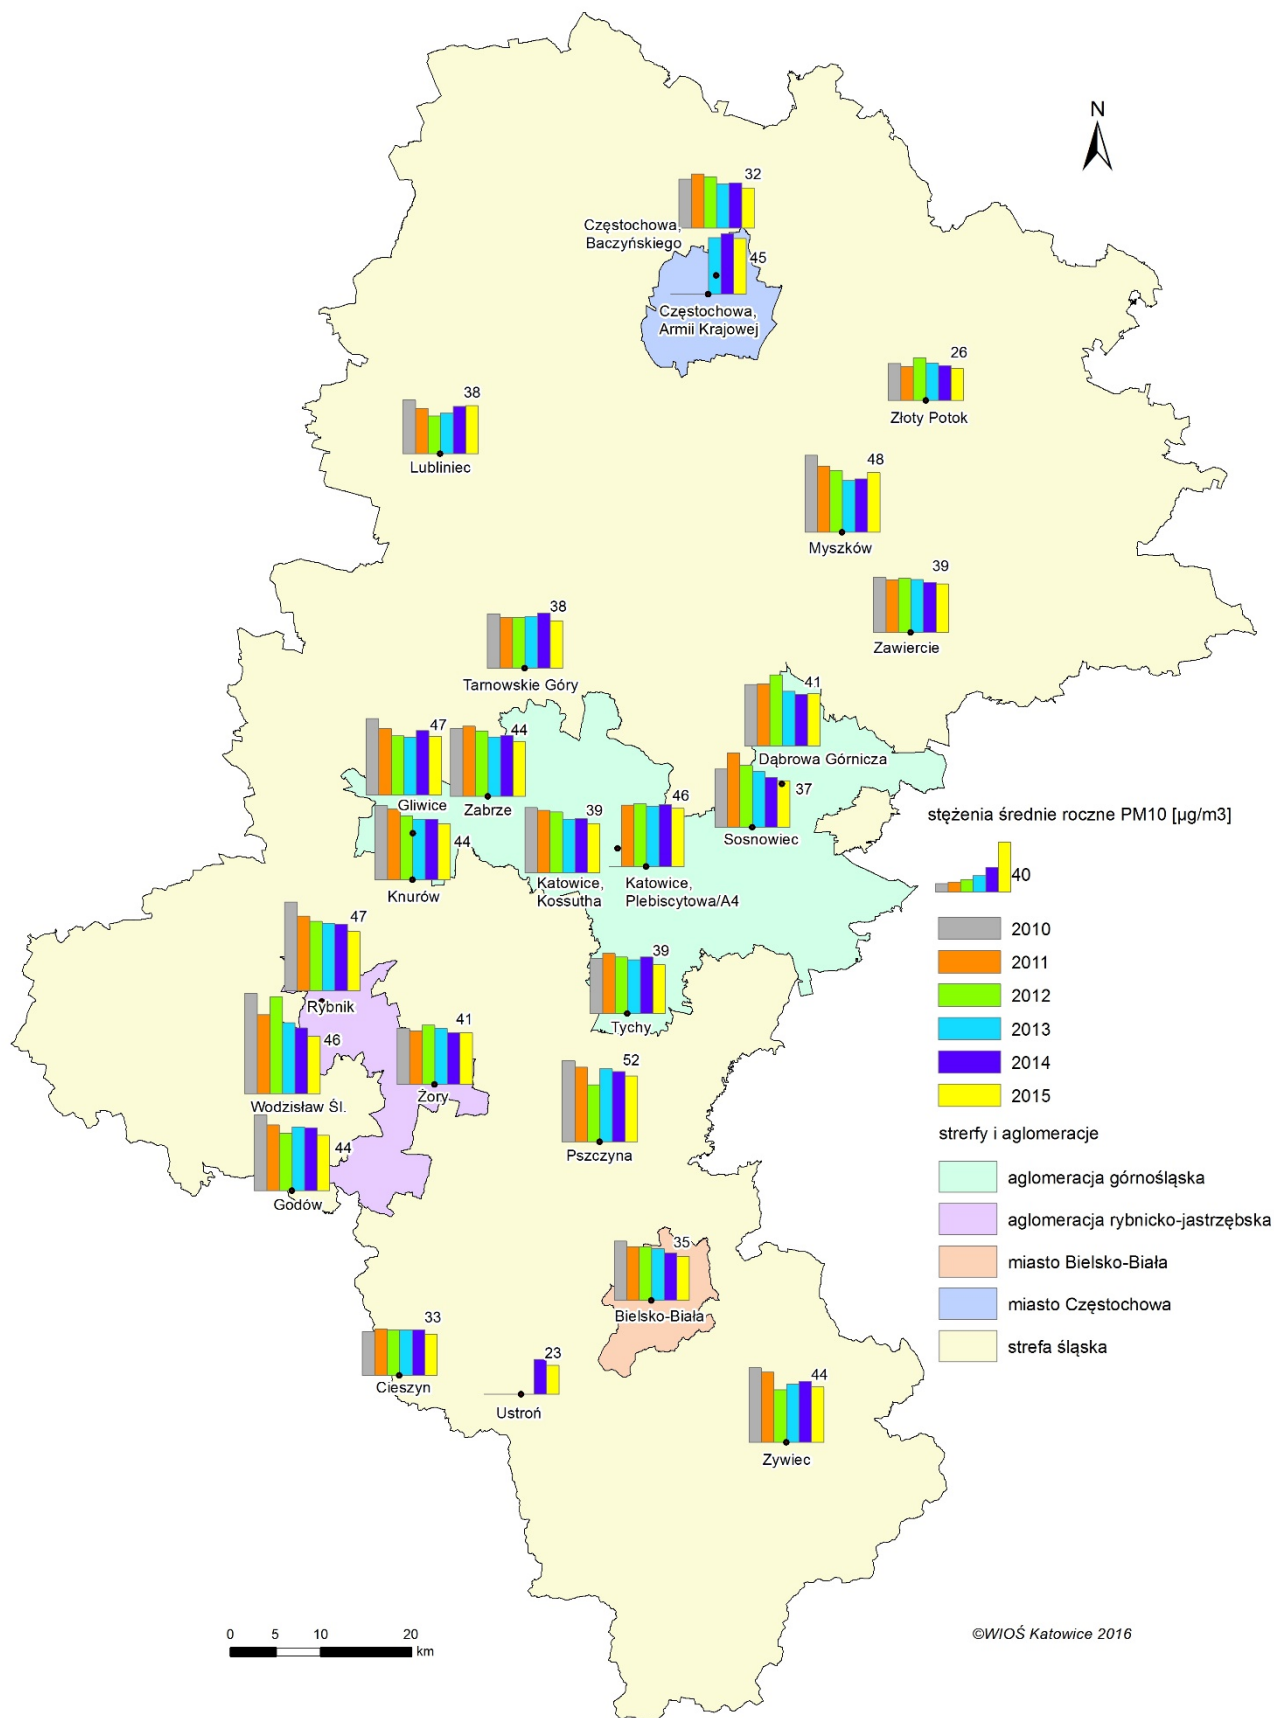 N
32
Częstochowa,
Baczyńskiego
45
Częstochowa,
Armii Krajowej
26
Złoty Potok
38
Lubliniec
48
Myszków
39
Zawiercie
38
Tarnowskie Góry
41
Dąbrowa Górnicza
47
Gliwice
44
Zabrze
37
Sosnowiec
39
Katowice,
Kossutha
46
Katowice,
Plebiscytowa/A4
44
Knurów
47
Rybnik
39
Tychy
46
Wodzisław Śl.
41
Żory
52
Pszczyna
44
Godów
35
Bielsko-Biała
33
Cieszyn
23
Ustroń
44
Zywiec
stężenia średnie roczne PM10 [µg/m3]
40
2010
2011
2012
2013
2014
2015
strerfy i aglomeracje
aglomeracja górnośląska
aglomeracja rybnicko-jastrzębska
miasto Bielsko-Biała
miasto Częstochowa
strefa śląska
0 5 10 20
km
©WIOŚ Katowice 2016